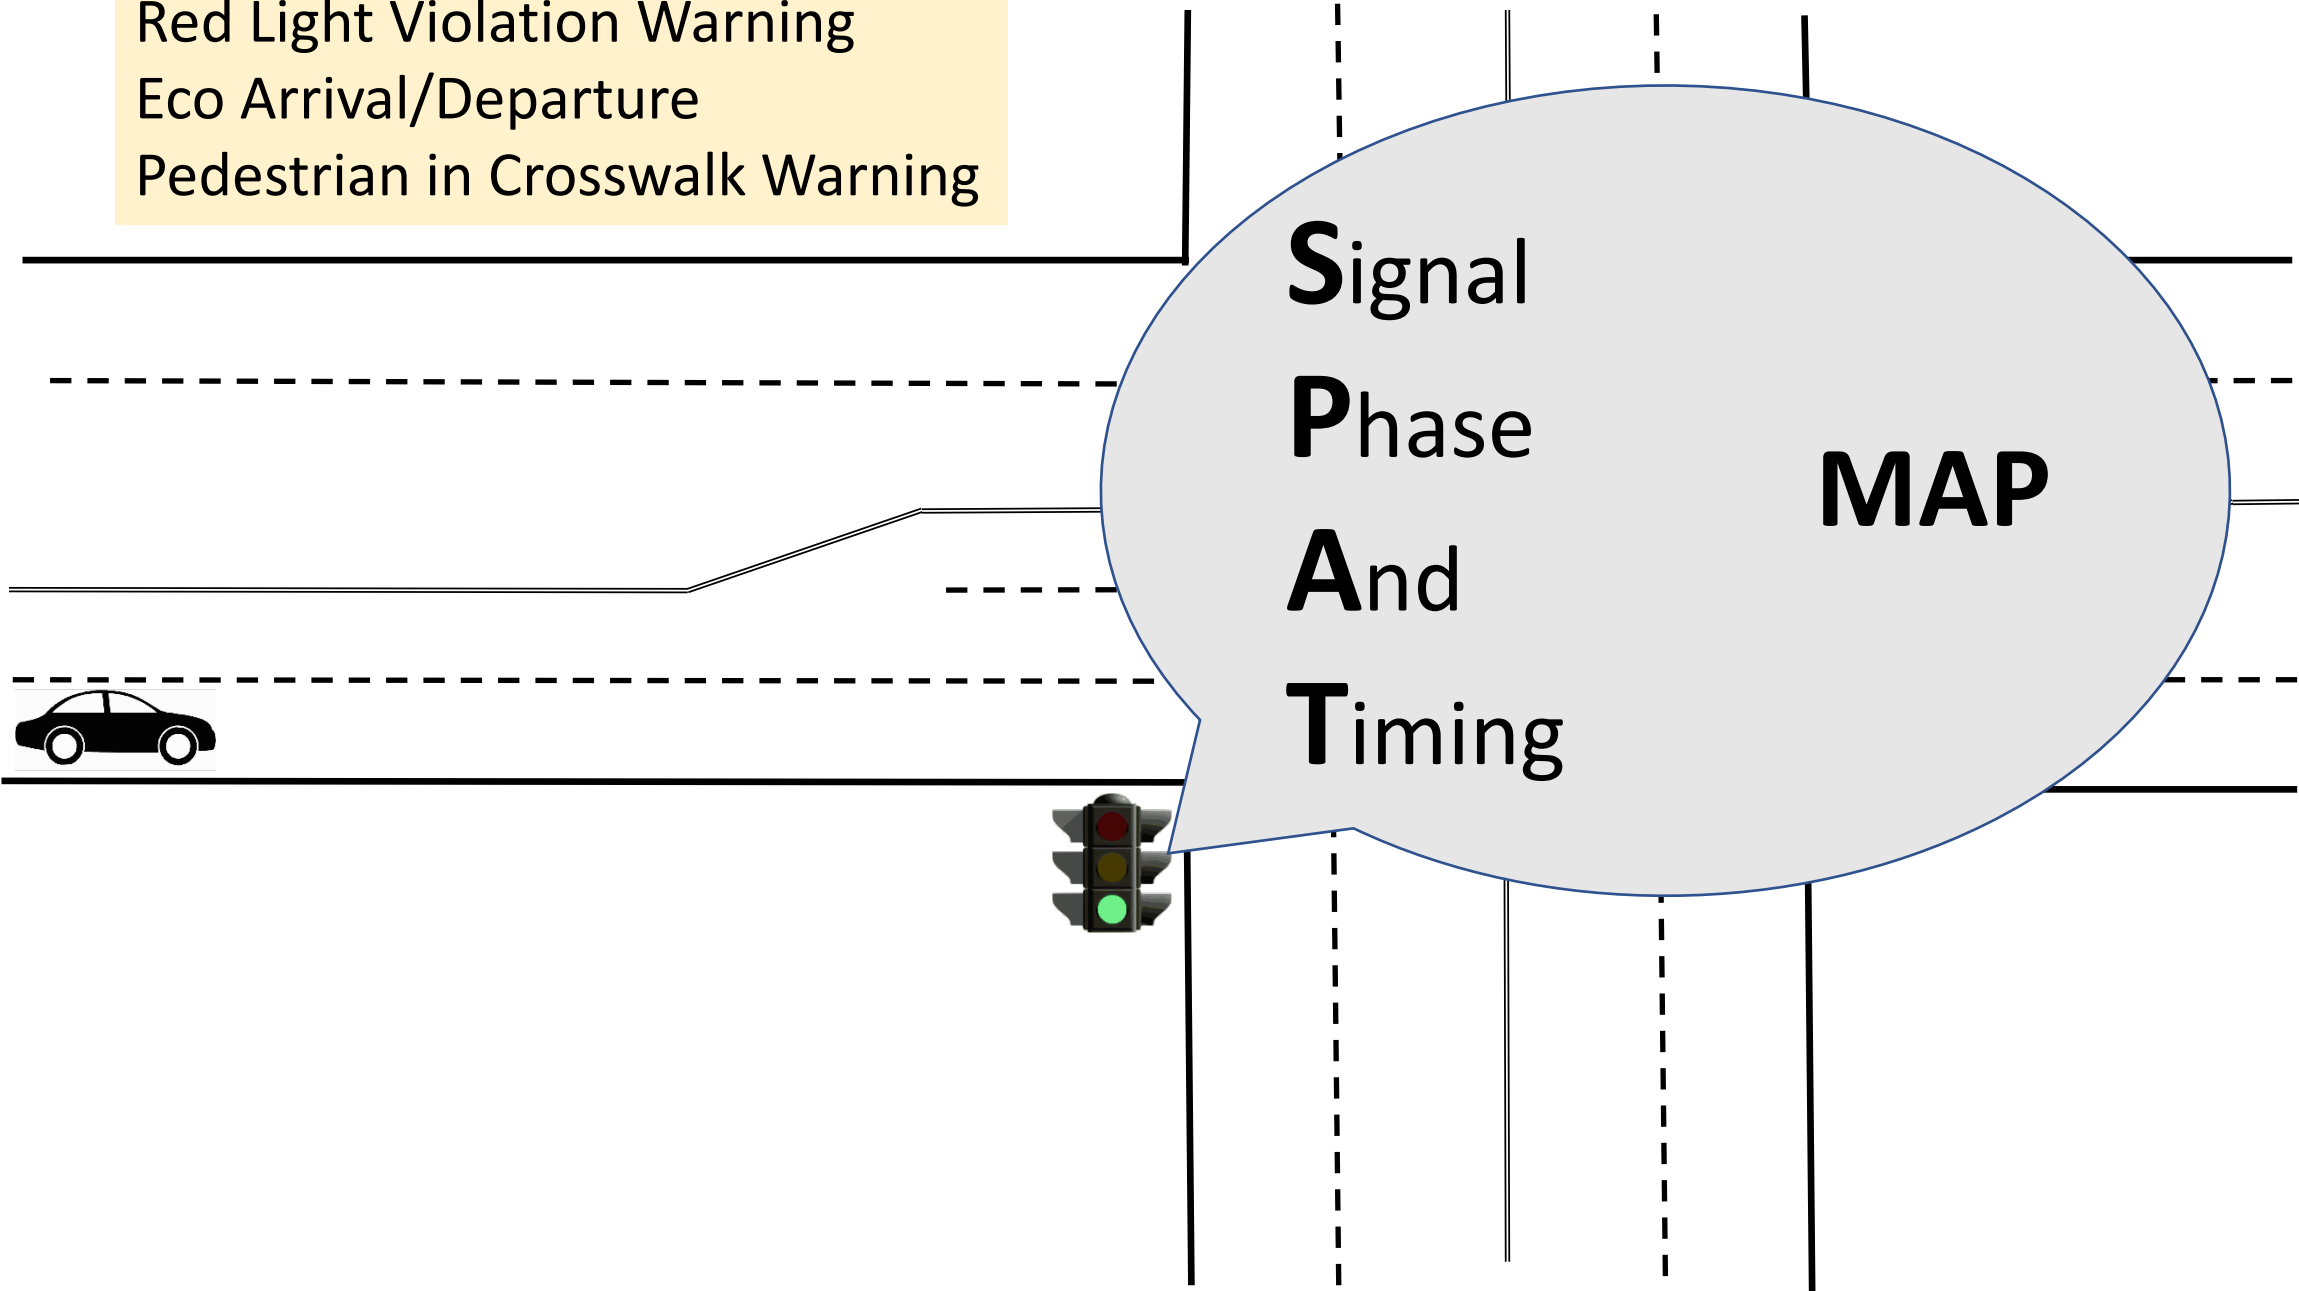 Red Light Violation Warning
Eco Arrival/Departure
Pedestrian in Crosswalk Warning
Signal
Phase
And
Timing
MAP